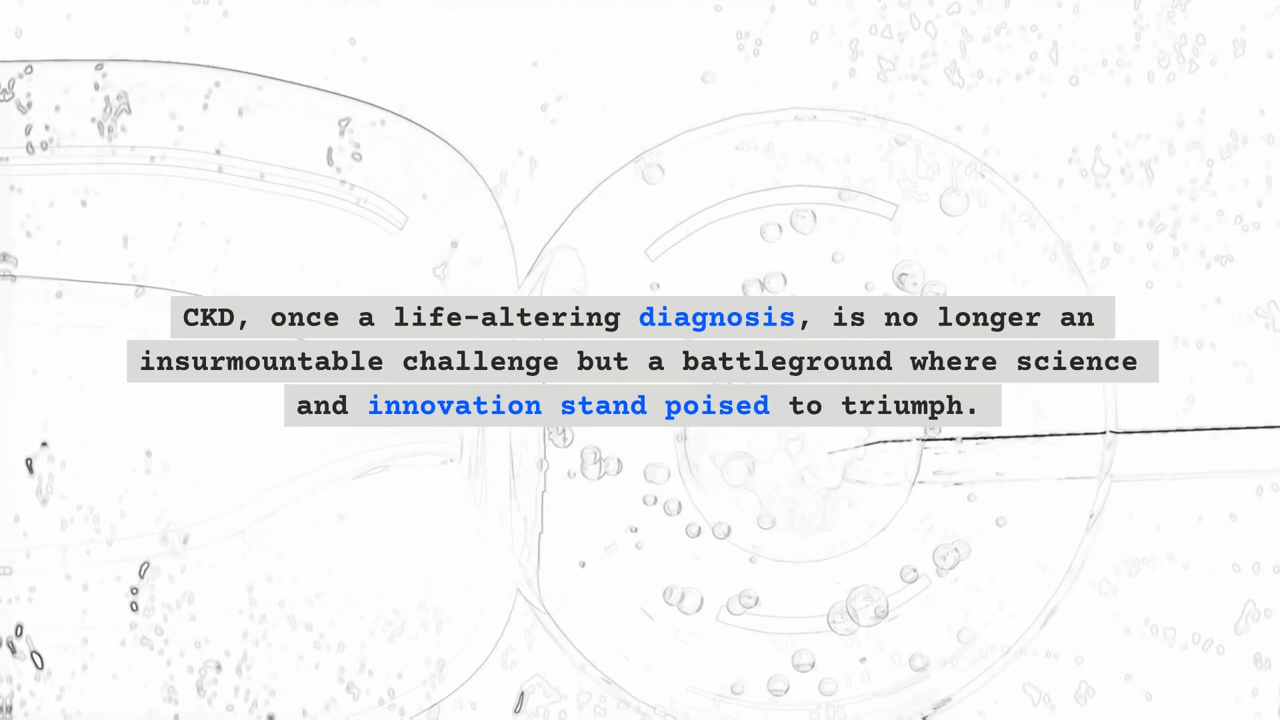 CKD, once a life-altering diagnosis, is no longer an
insurmountable challenge but a battleground where science
and innovation stand poised to triumph.